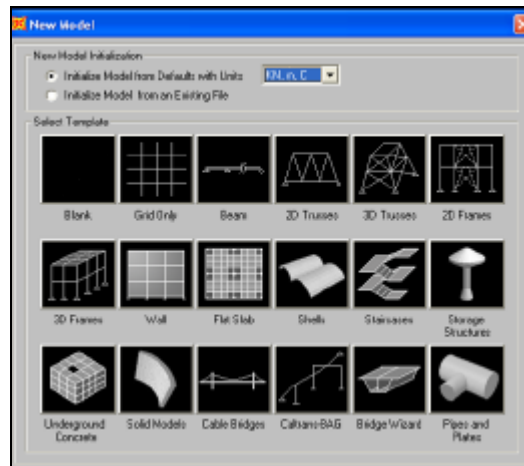 New Model
New Model Initialization
Initialize Model from Defaults with Units
KN, m, C
Initialize Model from an Existing File
Select Template
Blank
Grid Only
Beam
2D Trusses
3D Trusses
2D Frames
3D Frames
Wall
Flat Slab
Shells
Staircases
Storage
Structures
Underground
Concrete
Solid Models
Cable Bridges
Caltrans-BAG
Bridge Wizard
Pipes and
Plates